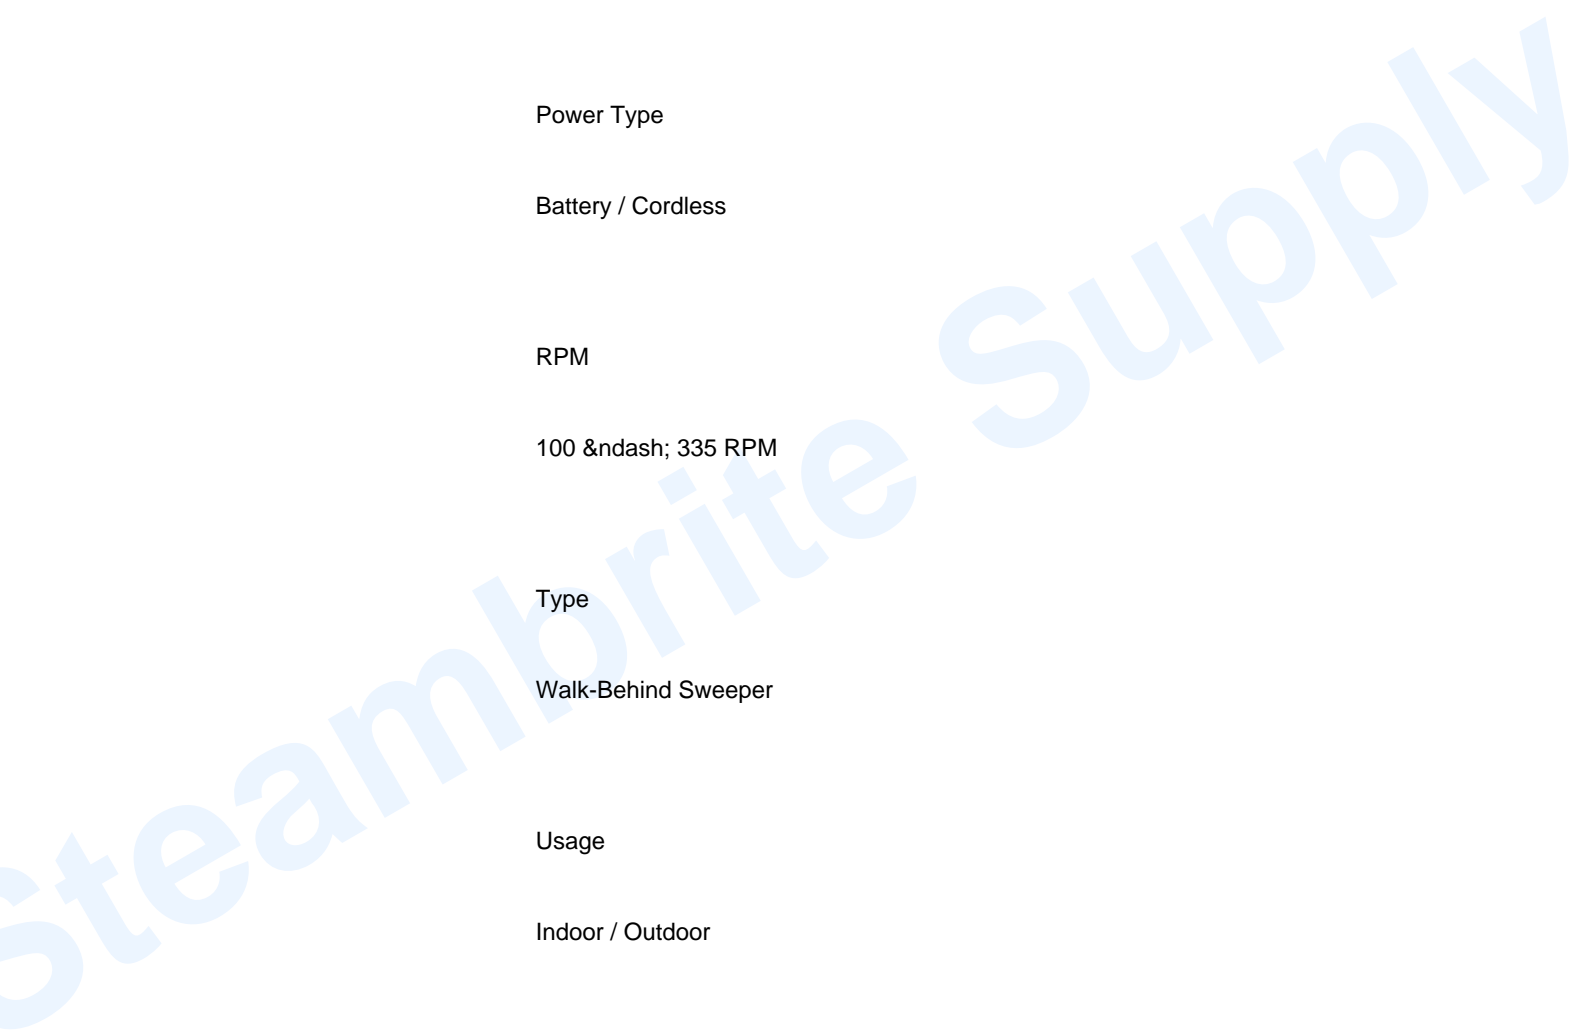 Power Type
Battery / Cordless
RPM
100 &ndash; 335 RPM
Type
Walk-Behind Sweeper
Usage
Indoor / Outdoor
Steambrite Supply